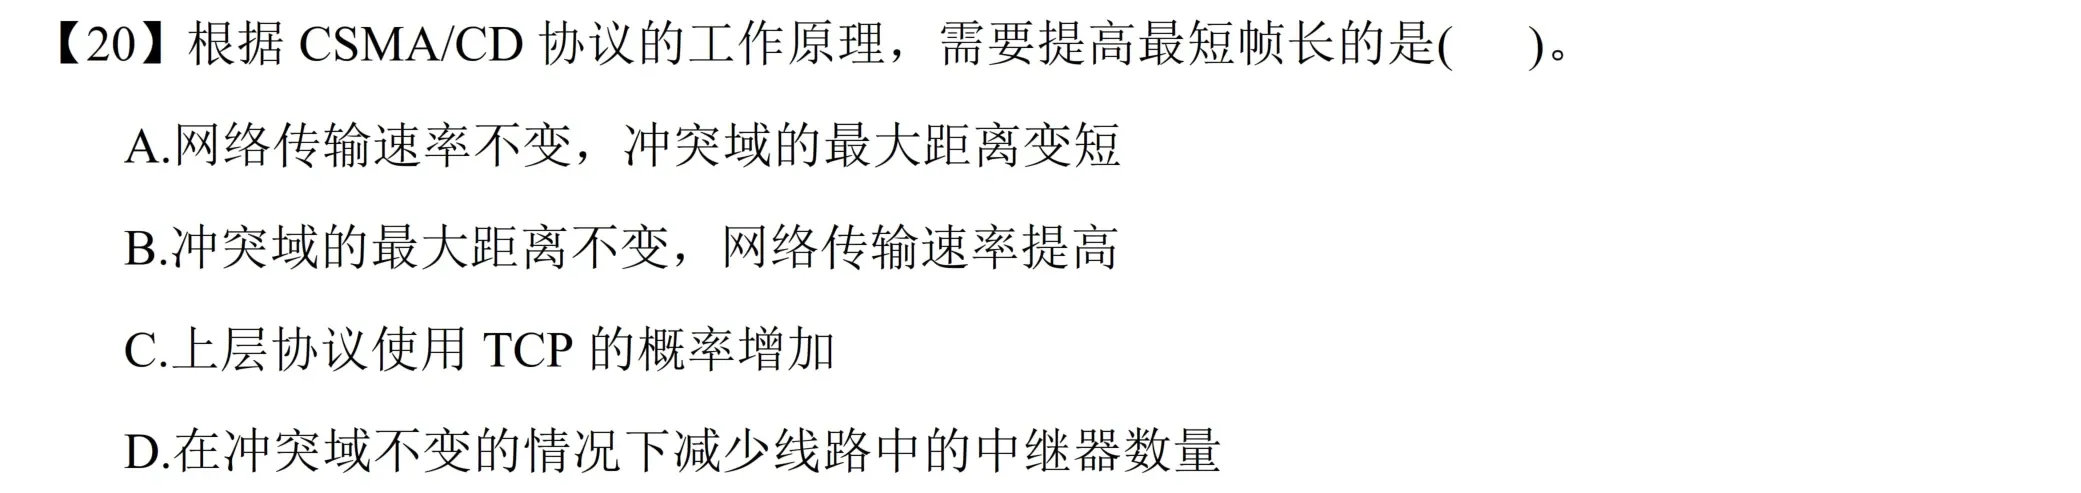 【20】根据 CSMA/CD 协议的工作原理，需要提高最短帧长的是(    )。
A.网络传输速率不变，冲突域的最大距离变短
B.冲突域的最大距离不变，网络传输速率提高
C.上层协议使用 TCP 的概率增加
D.在冲突域不变的情况下减少线路中的中继器数量